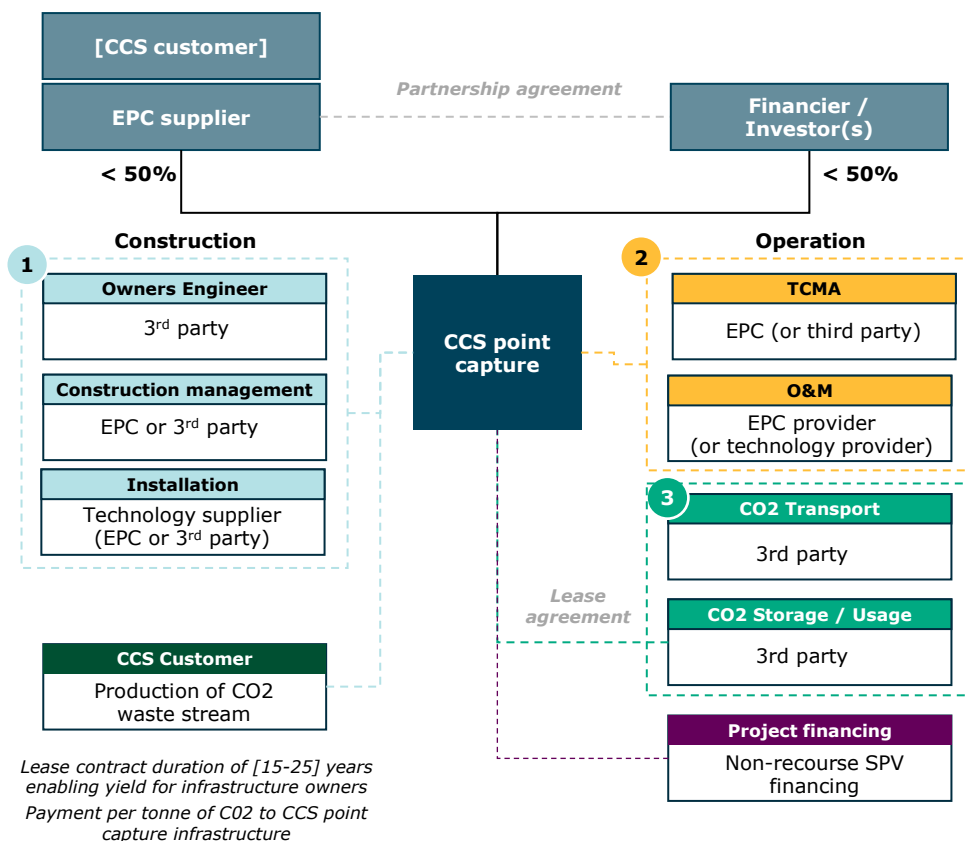 [CCS customer]
EPC supplier
Partnership agreement
Financier /
Investor(s)
< 50%
< 50%
Construction
Operation
1
Owners Engineer
3rd party
Construction management
EPC or 3rd party
Installation
Technology supplier
(EPC or 3rd party)
CCS point
capture
2
TCMA
EPC (or third party)
O&M
EPC provider
(or technology provider)
3
CO2 Transport
3rd party
Lease
agreement
CO2 Storage / Usage
3rd party
CCS Customer
Production of CO2
waste stream
Project financing
Non-recourse SPV
financing
Lease contract duration of [15-25] years
enabling yield for infrastructure owners
Payment per tonne of C02 to CCS point
capture infrastructure